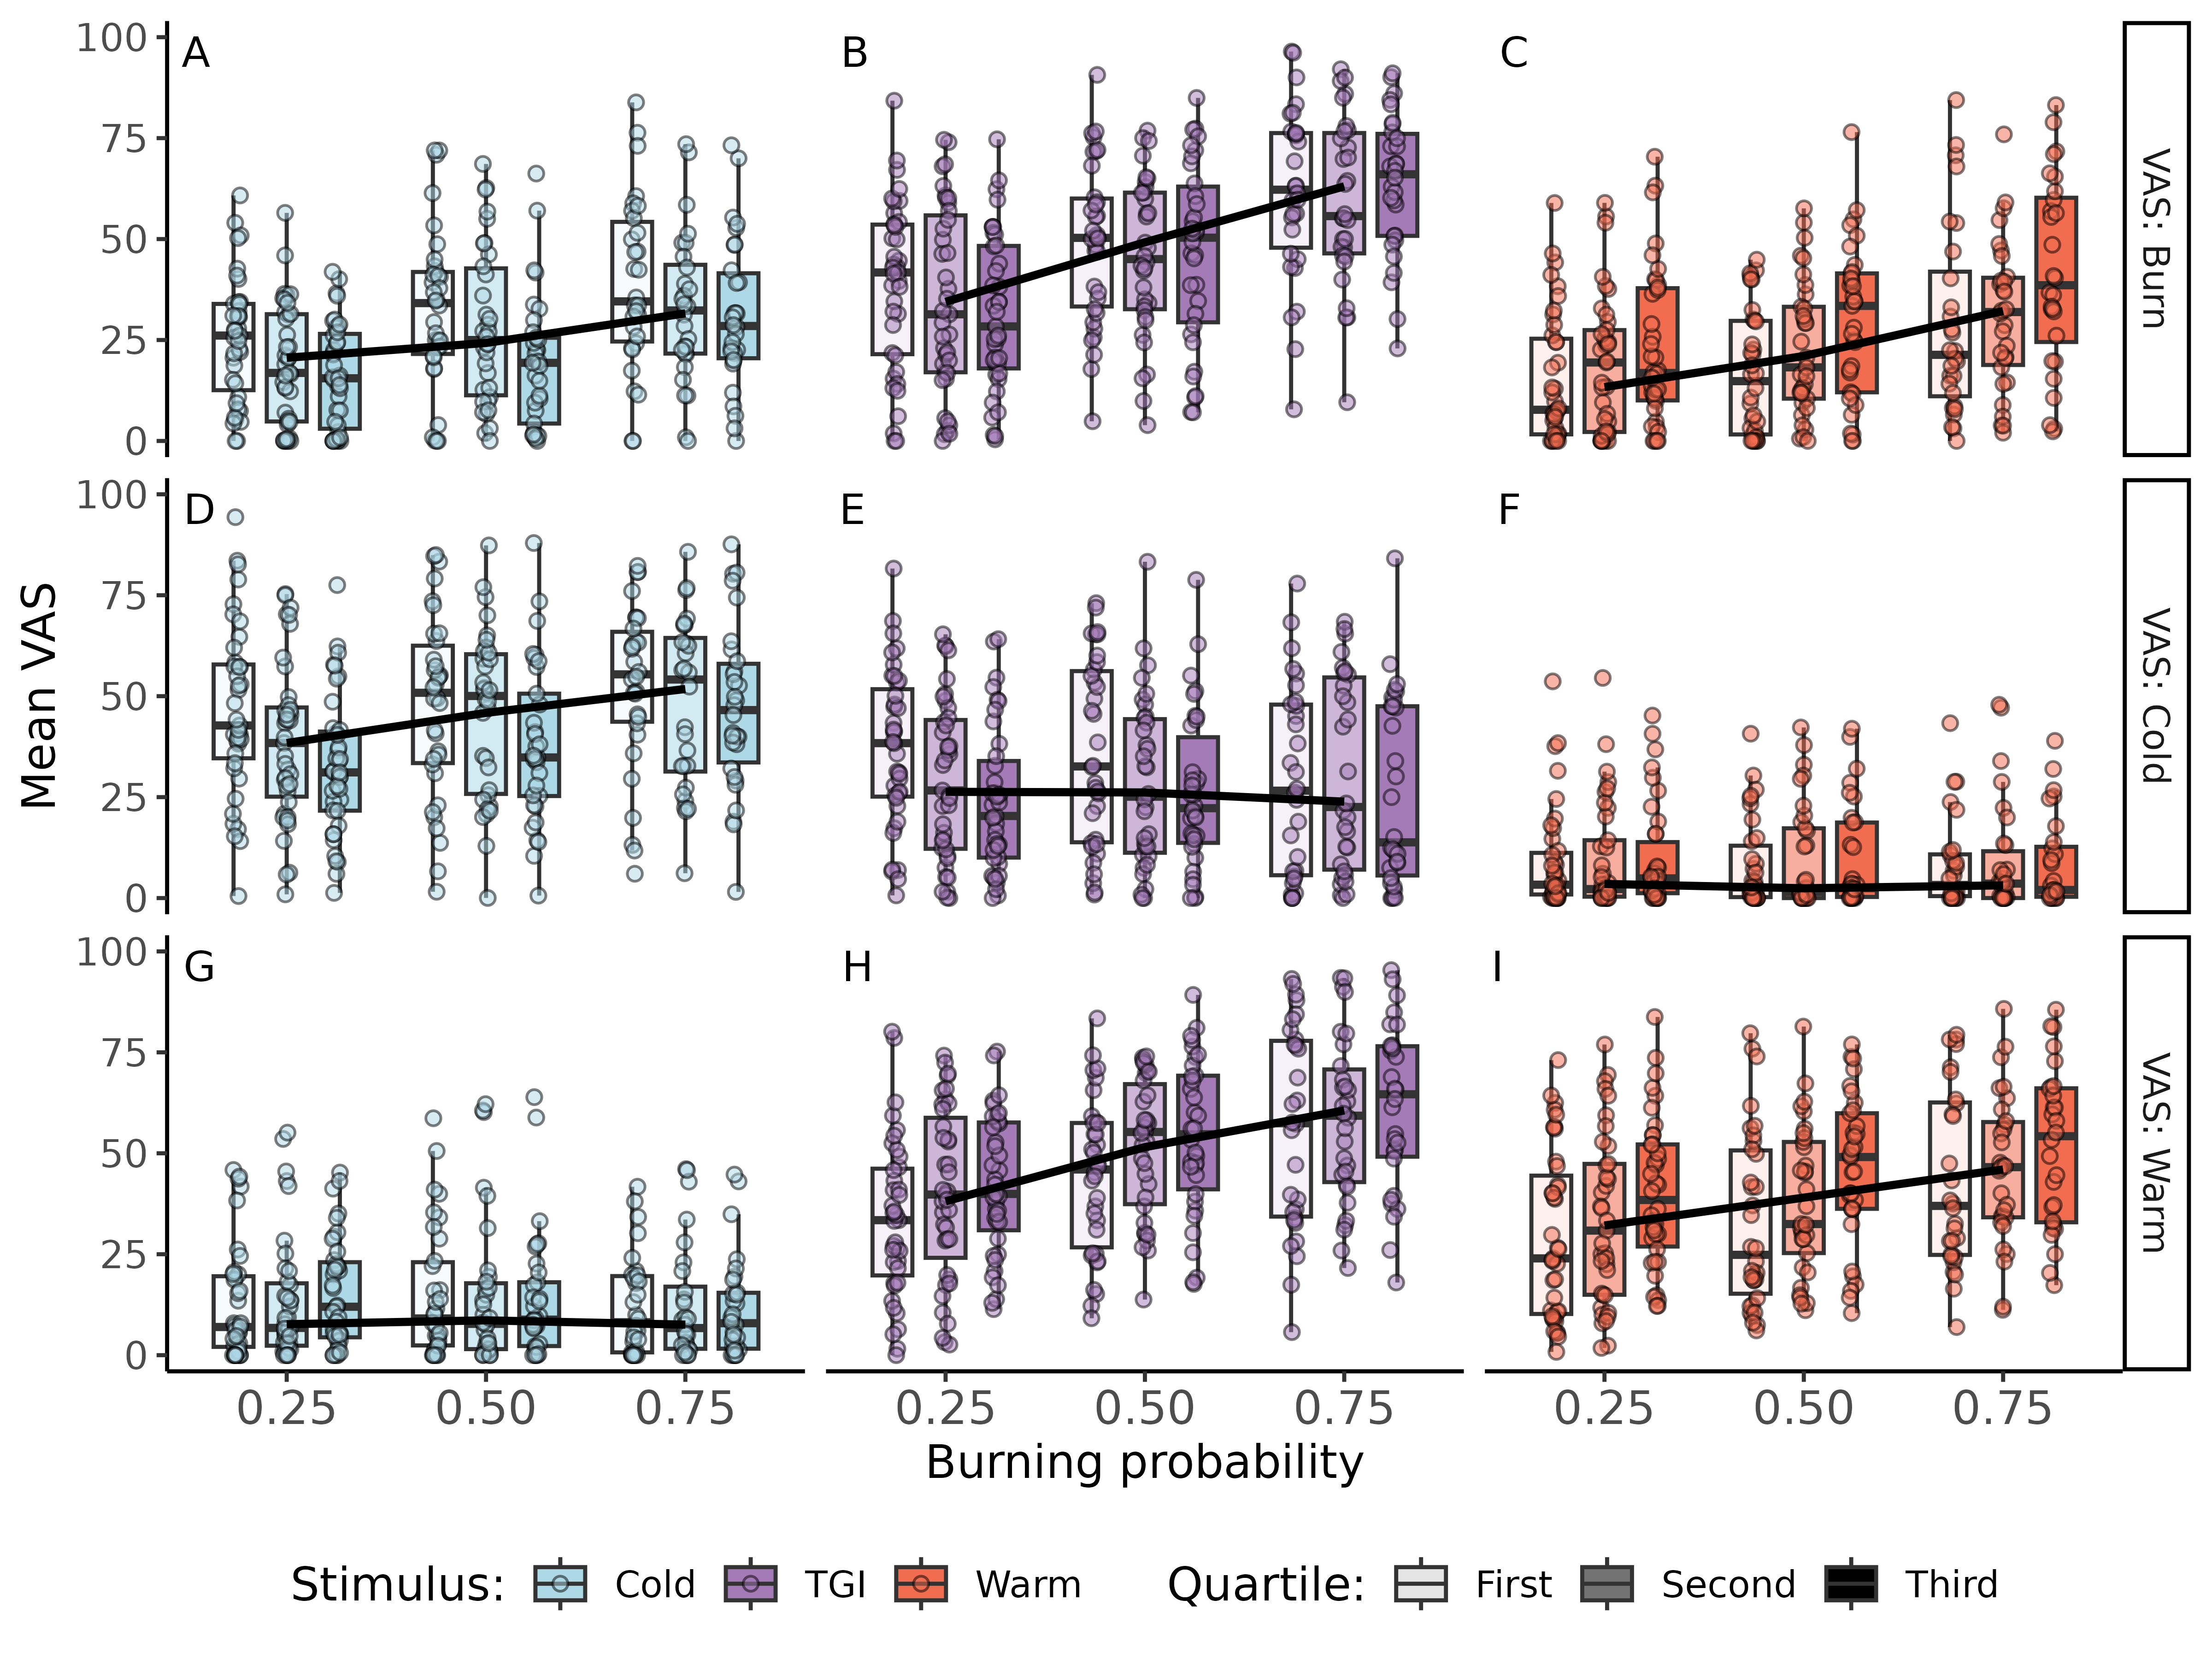 A
B
C
100
75
50
25
0
VAS: Burn
D
E
F
100
75
50
25
0
VAS: Cold
Mean VAS
G
H
I
100
75
50
25
0
VAS: Warm
0.25 0.50 0.75
0.25 0.50 0.75
0.25 0.50 0.75
Burning probability
Stimulus: Cold TGI Warm
Quartile: First Second Third